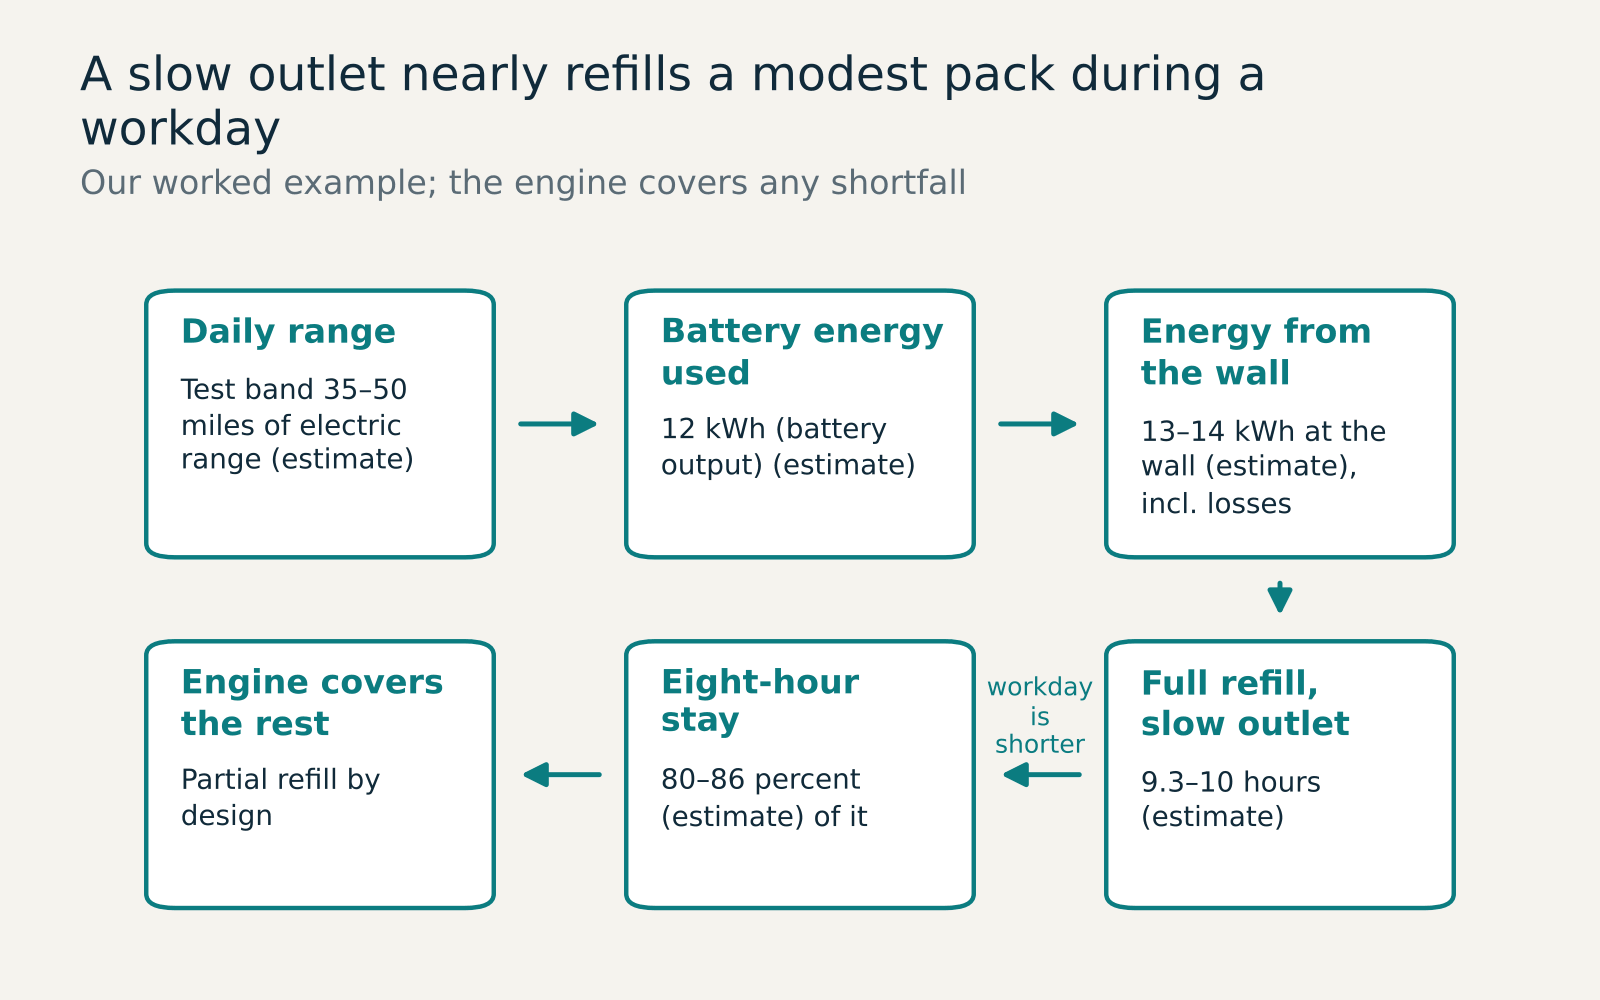 A slow outlet nearly refills a modest pack during a
workday
Our worked example; the engine covers any shortfall
Daily range
Test band 35–50
miles of electric
range (estimate)
Battery energy
used
12 kWh (battery
output) (estimate)
Energy from
the wall
13–14 kWh at the
wall (estimate),
incl. losses
Full refill,
slow outlet
9.3–10 hours
(estimate)
workday
is
shorter
Eight-hour
stay
80–86 percent
(estimate) of it
Engine covers
the rest
Partial refill by
design